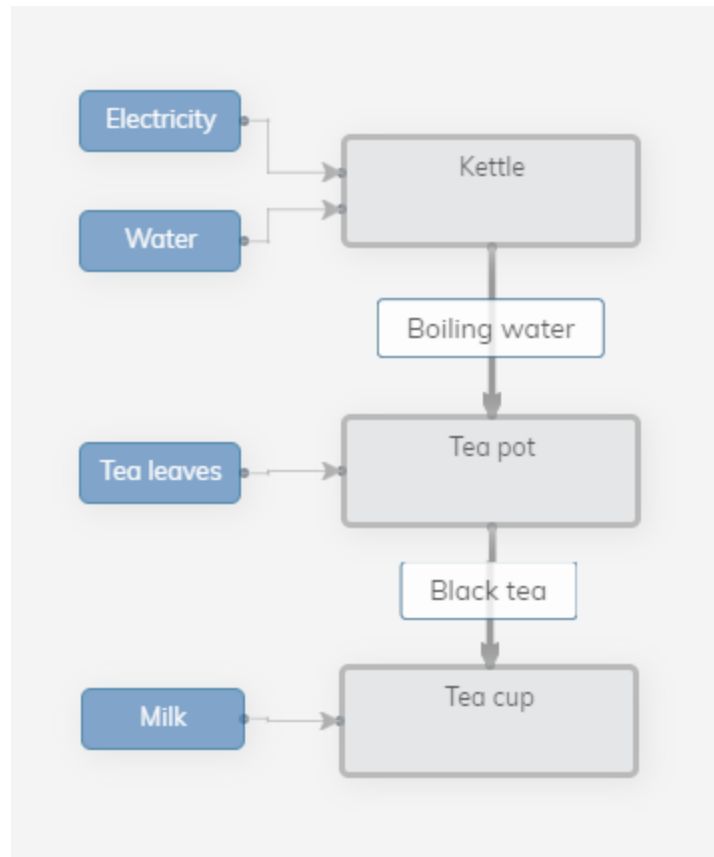 Electricity
Kettle
Water
Boiling water
Tea pot
Tea leaves
Black tea
Tea cup
Milk